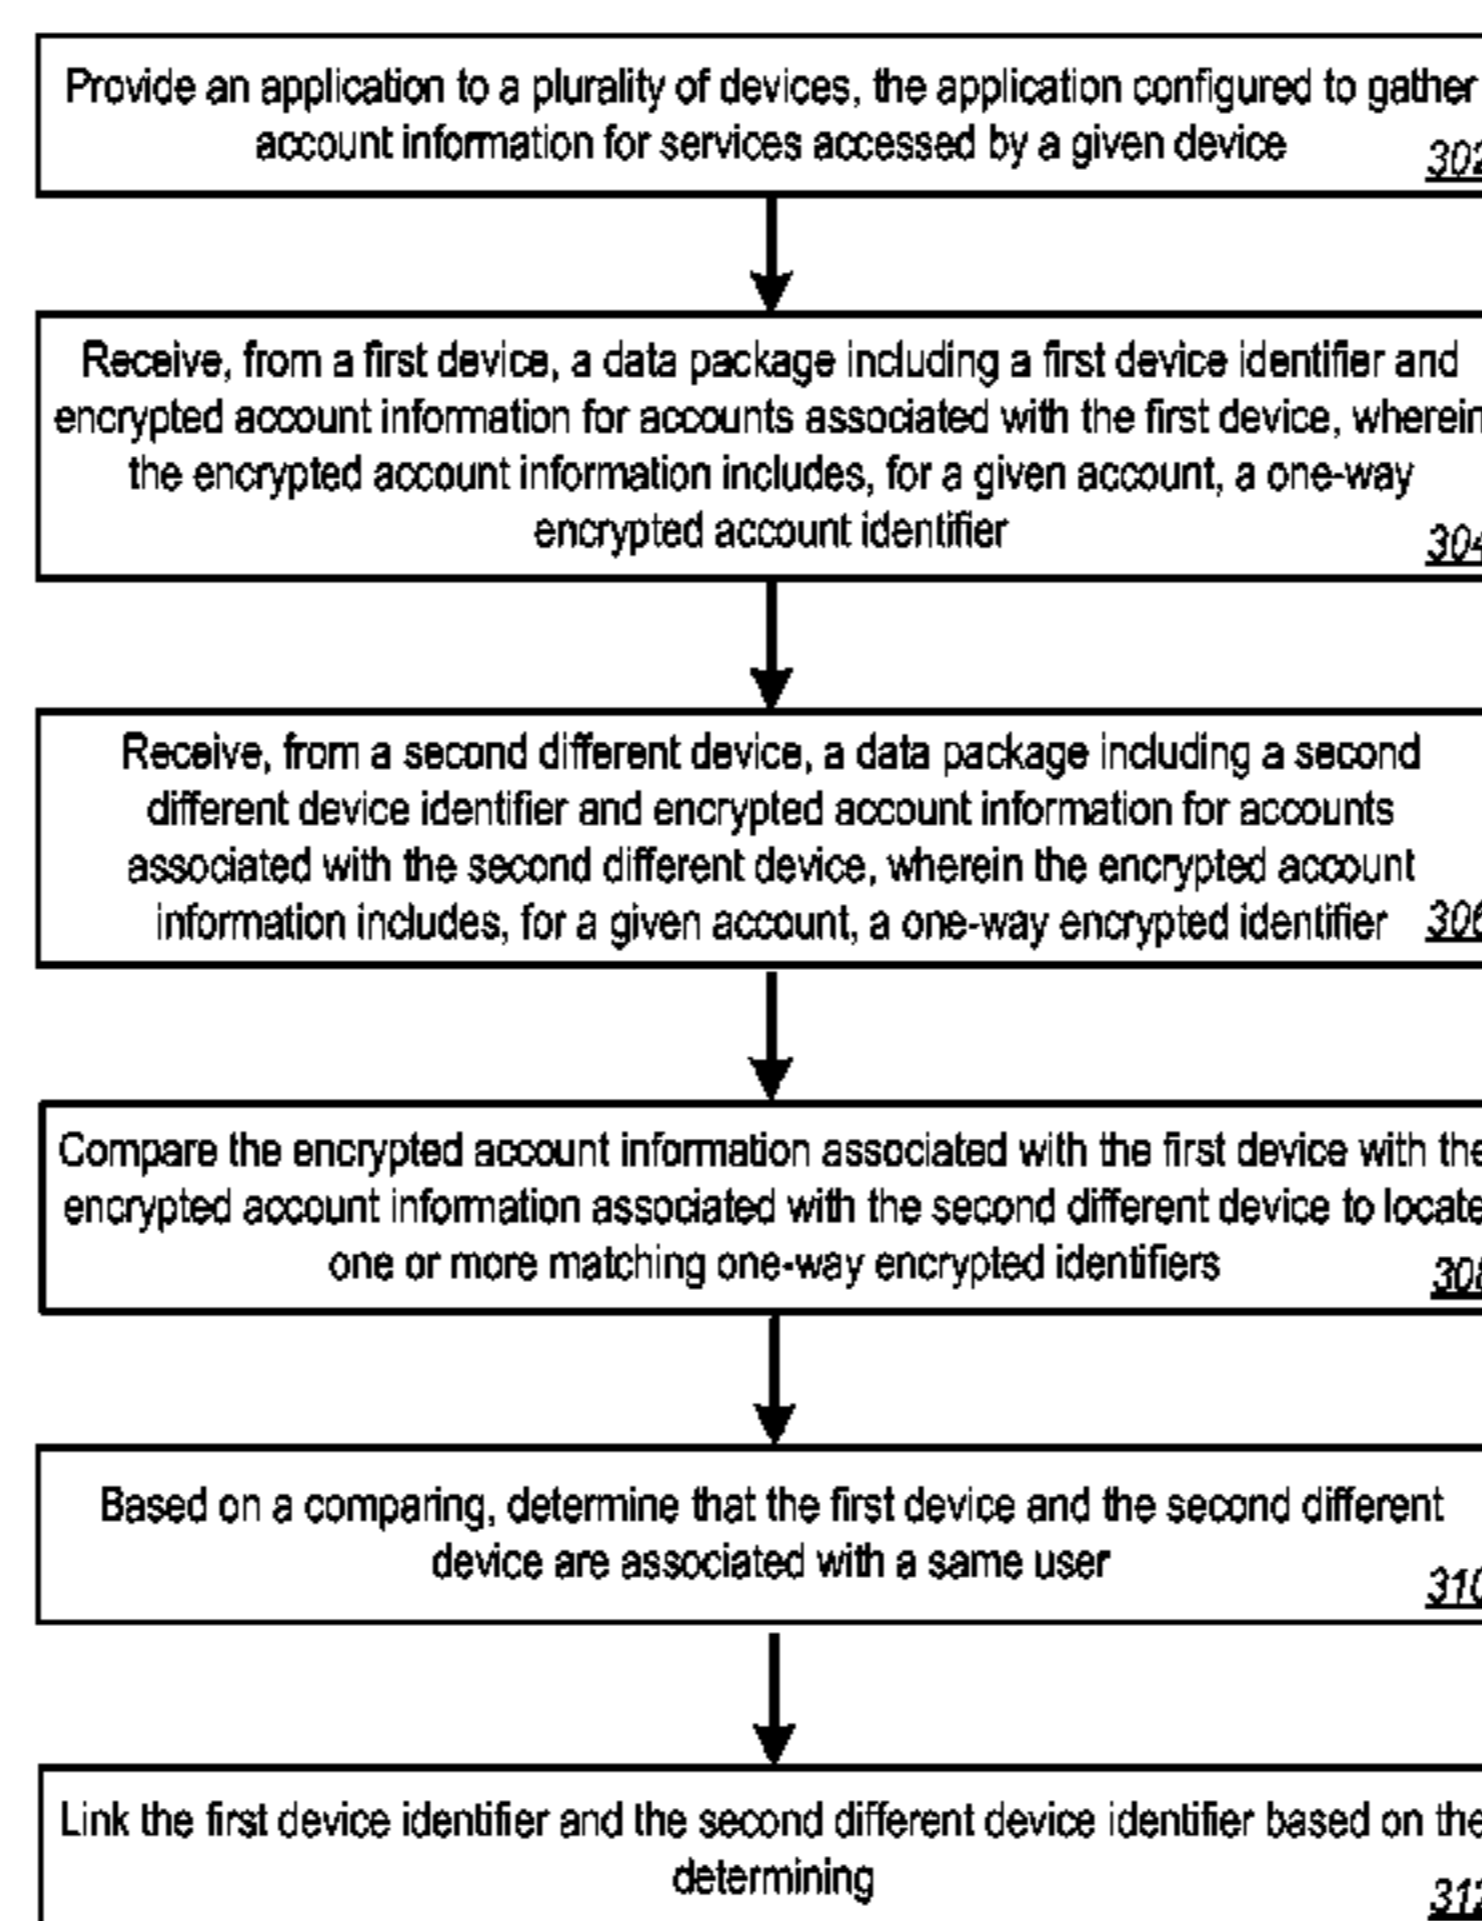 Provide an application to a plurality of devices, the application configured to gather
account information for services accessed by a given device
302
Receive, from a first device, a data package including a first device identifier and
encrypted account information for accounts associated with the first device, wherein
the encrypted account information includes, for a given account, a one-way
encrypted account identifier
304
Receive, from a second different device, a data package including a second
different device identifier and encrypted account information for accounts
associated with the second different device, wherein the encrypted account
information includes, for a given account, a one-way encrypted identifier
306
Compare the encrypted account information associated with the first device with the
encrypted account information associated with the second different device to locate
one or more matching one-way encrypted identifiers
308
Based on a comparing, determine that the first device and the second different
device are associated with a same user
310
Link the first device identifier and the second different device identifier based on the
determining
312